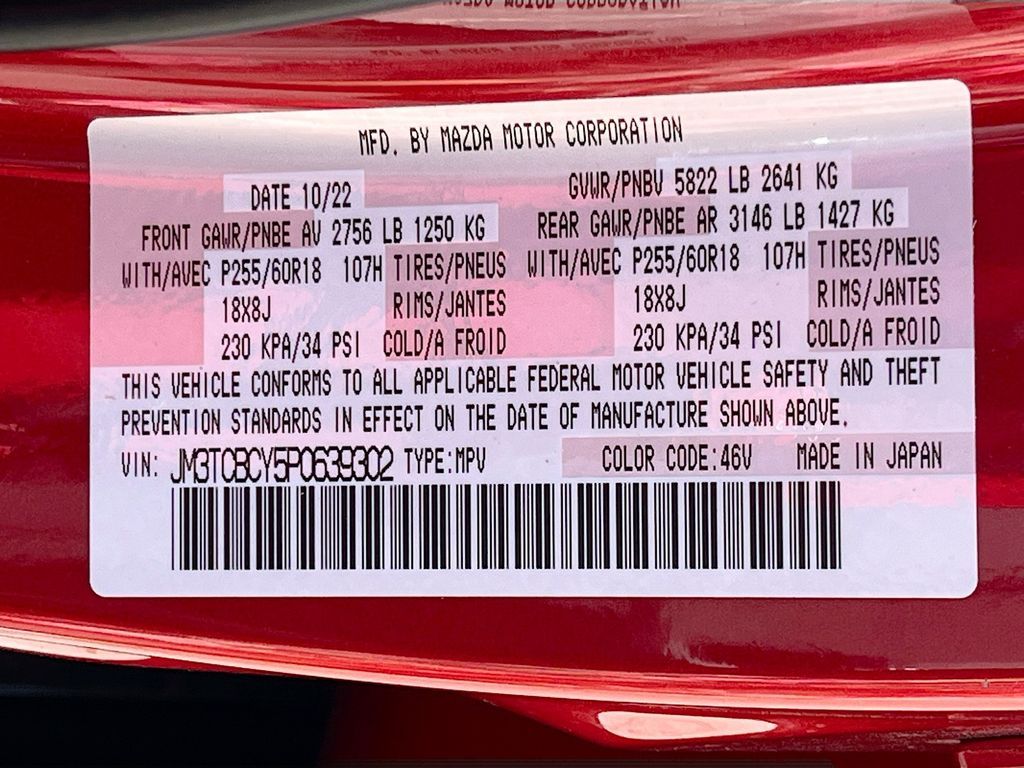 MFD. BY MAZDA MOTOR CORPORATION
DATE 10/22 GVWR/PNBV 5822 LB 2641 KG
FRONT GAWR/PNBE AV 2756 LB 1250 KG REAR GAWR/PNBE AR 3146 LB 1427 KG
WITH/AVEC P255/60R18 107H TIRES/PNEUS WITH/AVEC P255/60R18 107H TIRES/PNEUS
18X8J RIMS/JANTES 18X8J RIMS/JANTES
230 KPA/34 PSI COLD/A FROID 230 KPA/34 PSI COLD/A FROID
THIS VEHICLE CONFORMS TO ALL APPLICABLE FEDERAL MOTOR VEHICLE SAFETY AND THEFT
PREVENTION STANDARDS IN EFFECT ON THE DATE OF MANUFACTURE SHOWN ABOVE.
VIN: JM3TCBCY5P0639302 TYPE:MPV COLOR CODE:46V MADE IN JAPAN